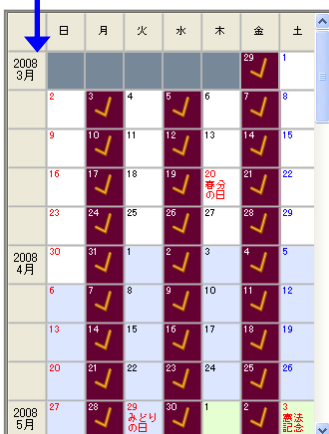 日 月 火 水 木 金 土
2008 29 1
3月
2 3 4 5 6 7 8
9 10 11 12 13 14 15
16 17 18 19 20 21 22
春分
の日
23 24 25 26 27 28 29
2008 30 31 1 2 3 4 5
4月
6 7 8 9 10 11 12
13 14 15 16 17 18 19
20 21 22 23 24 25 26
2008 27 28 29 30 1 2 3
5月 みどり 憲法
の日 記念